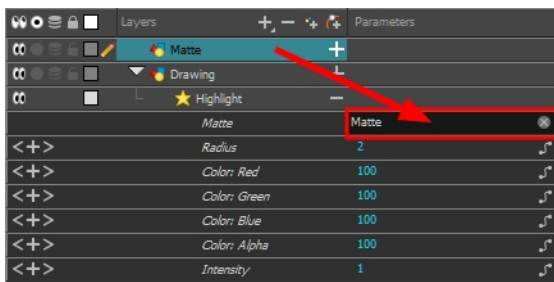 Layers Parameters
Matte
Drawing
Highlight
Matte Matte
Radius 2
Color: Red 100
Color: Green 100
Color: Blue 100
Color: Alpha 100
Intensity 1